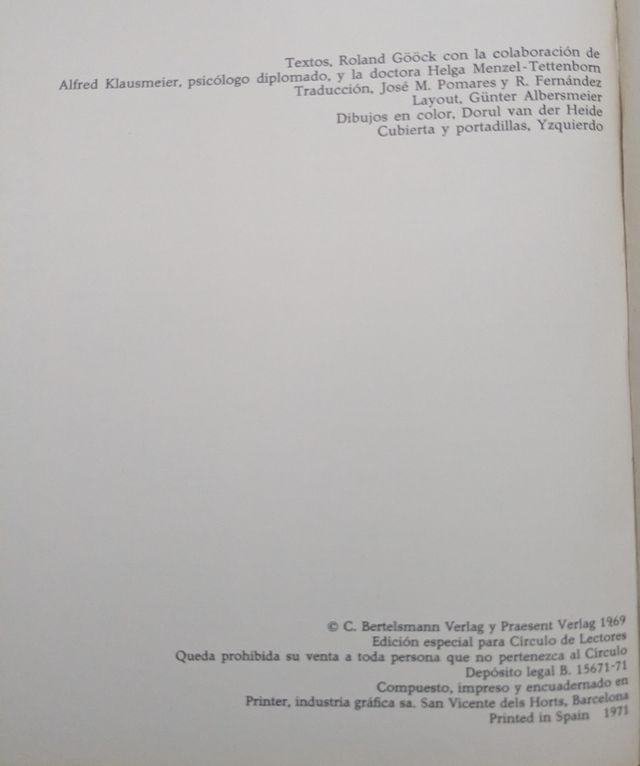 Textos, Roland Gööck con la colaboración de
Alfred Klausmeier, psicólogo diplomado, y la doctora Helga Menzel-Tettenborn
Traducción, José M. Pomares y R. Fernández
Layout, Günter Albersmeier
Dibujos en color, Dorul van der Heide
Cubierta y portadillas, Yzquierdo
© C. Bertelsmann Verlag y Praesent Verlag 1969
Edición especial para Círculo de Lectores
Queda prohibida su venta a toda persona que no pertenezca al Círculo
Depósito legal B. 15671-71
Compuesto, impreso y encuadernado en
Printer, industria gráfica sa. San Vicente dels Horts, Barcelona
Printed in Spain 1971